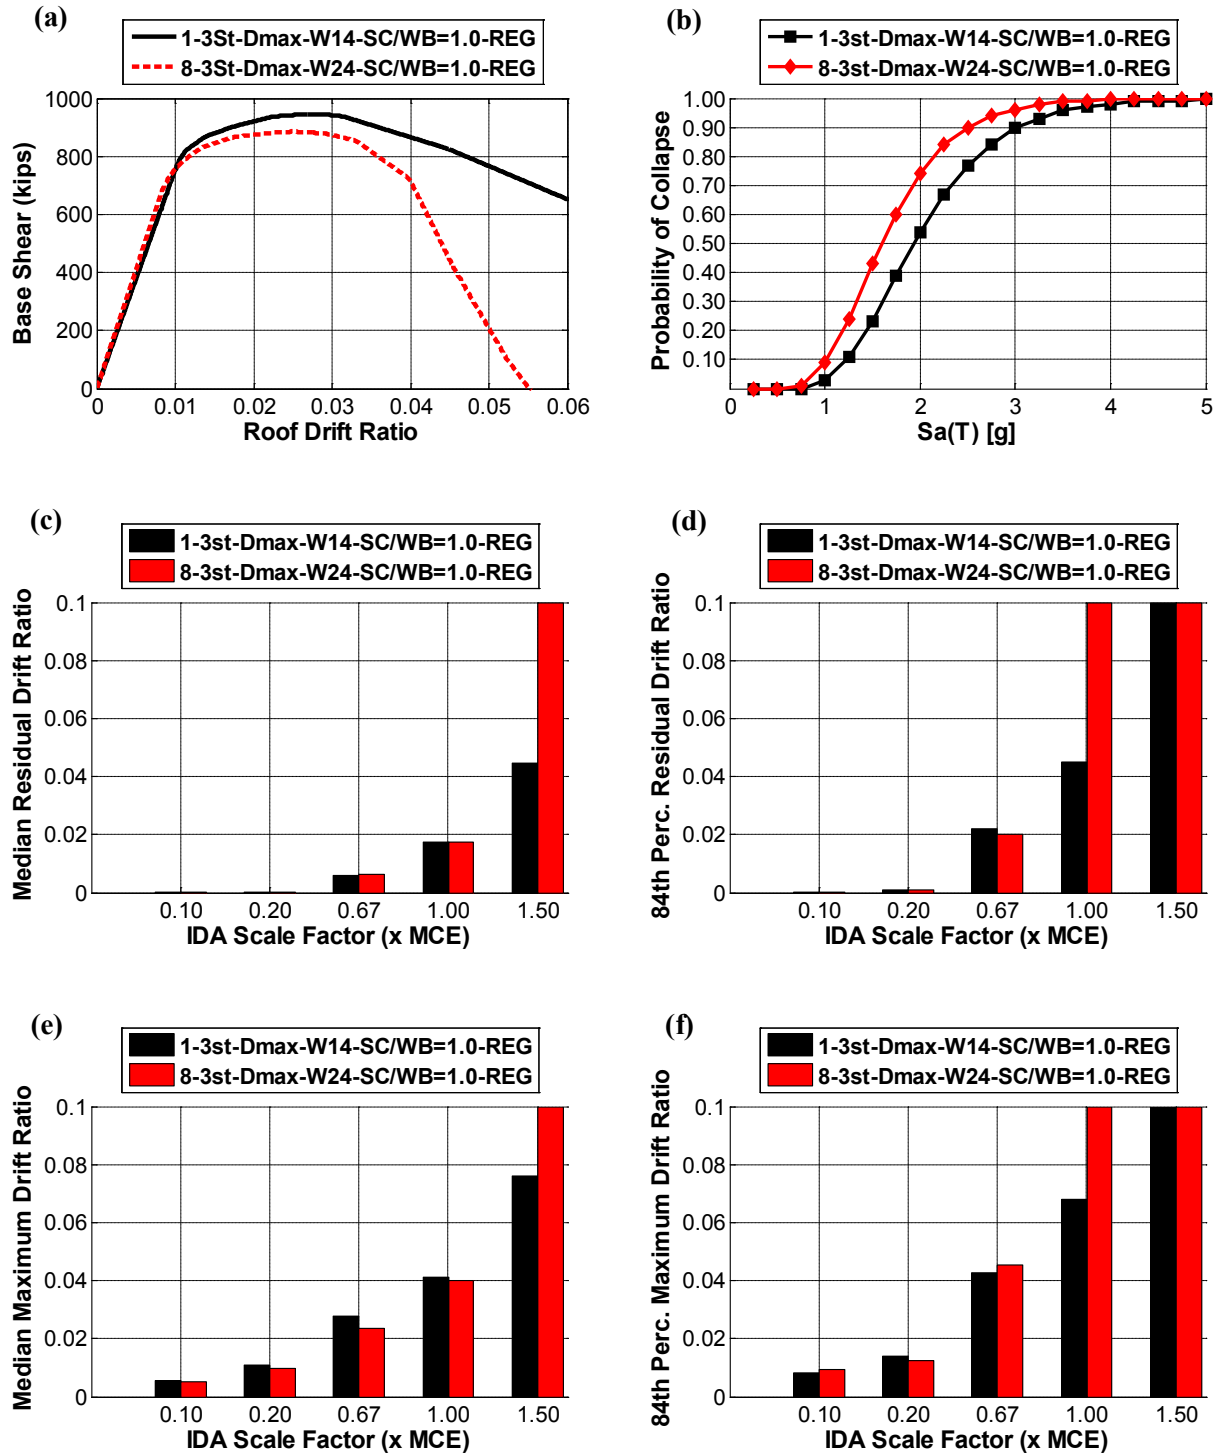 (a)
1-3St-Dmax-W14-SC/WB=1.0-REG
8-3St-Dmax-W24-SC/WB=1.0-REG
Base Shear (kips)
1000
800
600
400
200
0
0 0.01 0.02 0.03 0.04 0.05 0.06
Roof Drift Ratio
(b)
1-3st-Dmax-W14-SC/WB=1.0-REG
8-3st-Dmax-W24-SC/WB=1.0-REG
Probability of Collapse
1.00
0.90
0.80
0.70
0.60
0.50
0.40
0.30
0.20
0.10
0 1 2 3 4 5
Sa(T) [g]
(c)
1-3st-Dmax-W14-SC/WB=1.0-REG
8-3st-Dmax-W24-SC/WB=1.0-REG
Median Residual Drift Ratio
0.1
0.08
0.06
0.04
0.02
0
0.10 0.20 0.67 1.00 1.50
IDA Scale Factor (x MCE)
(d)
1-3st-Dmax-W14-SC/WB=1.0-REG
8-3st-Dmax-W24-SC/WB=1.0-REG
84th Perc. Residual Drift Ratio
0.1
0.08
0.06
0.04
0.02
0
0.10 0.20 0.67 1.00 1.50
IDA Scale Factor (x MCE)
(e)
1-3st-Dmax-W14-SC/WB=1.0-REG
8-3st-Dmax-W24-SC/WB=1.0-REG
Median Maximum Drift Ratio
0.1
0.08
0.06
0.04
0.02
0
0.10 0.20 0.67 1.00 1.50
IDA Scale Factor (x MCE)
(f)
1-3st-Dmax-W14-SC/WB=1.0-REG
8-3st-Dmax-W24-SC/WB=1.0-REG
84th Perc. Maximum Drift Ratio
0.1
0.08
0.06
0.04
0.02
0
0.10 0.20 0.67 1.00 1.50
IDA Scale Factor (x MCE)